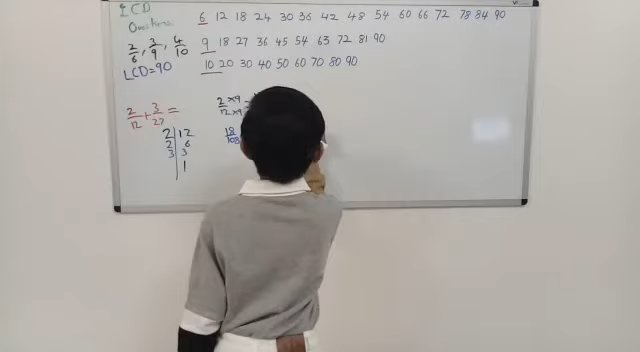 LCD
Questions:
6 12 18 24 30 36 42 48 54 60 66 72 78 84 90
2/6, 3/9, 4/10
9 18 27 36 45 54 63 72 81 90
LCD=90
10 20 30 40 50 60 70 80 90
2/12 + 3/27 =
2×9/12×9
2 | 12
2 | 6
3 | 3
1
18/108